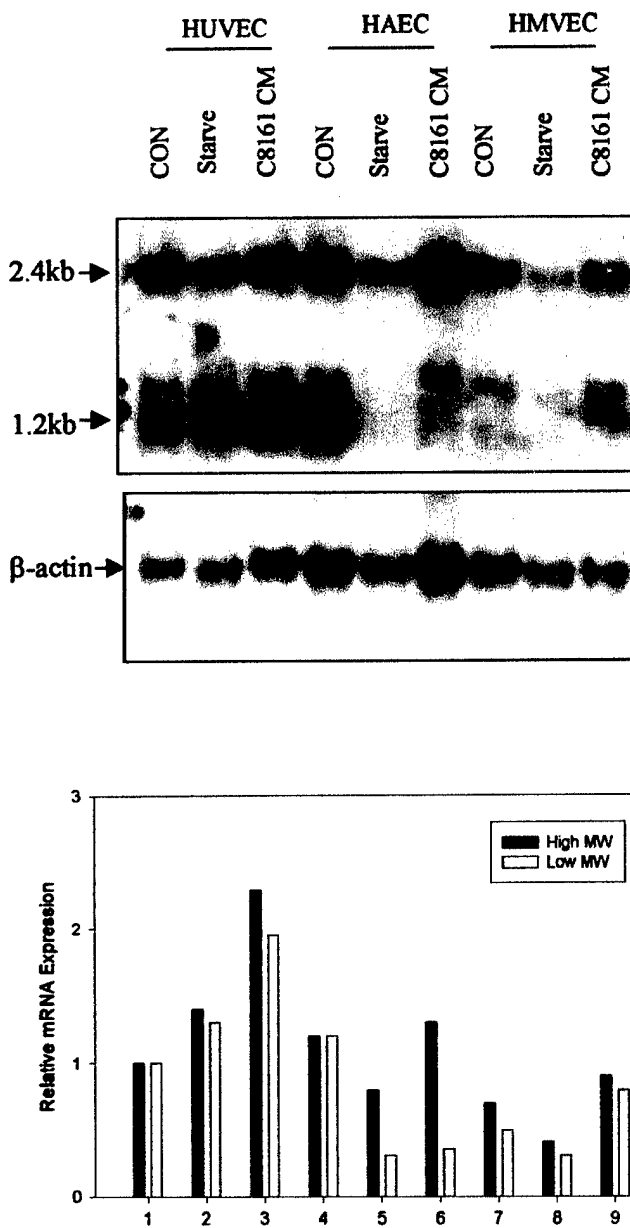 HUVEC HAEC HMVEC
CON Starve C8161 CM CON Starve C8161 CM CON Starve C8161 CM
2.4kb
1.2kb
β-actin
3
High MW
Low MW
2
Relative mRNA Expression
1
0
1 2 3 4 5 6 7 8 9